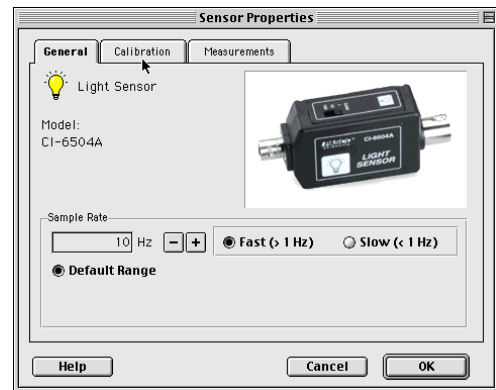 Sensor Properties
General
Calibration
Measurements
Light Sensor
Model:
CI-6504A
CI-6504A
LIGHT
SENSOR
Sample Rate
10 Hz - +
Fast (> 1 Hz)
Slow (< 1 Hz)
Default Range
Help
Cancel
OK